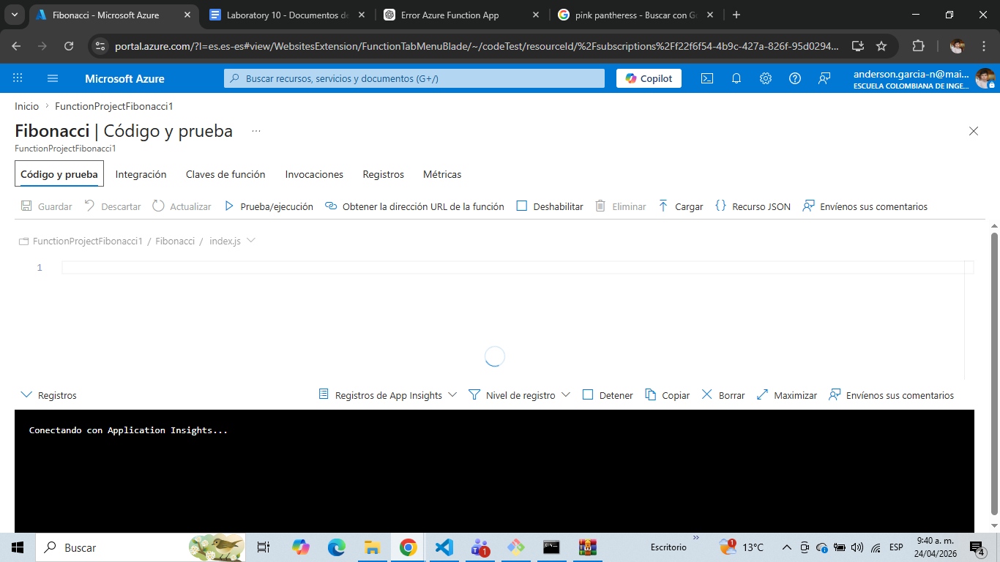 Fibonacci - Microsoft Azure
Laboratory 10 - Documentos de
Error Azure Function App
pink pantheress - Buscar con Go
portal.azure.com/?l=es.es-es#view/WebsitesExtension/FunctionTabMenuBlade/~/codeTest/resourceId/%2Fsubscriptions%2Ff22f6f54-4b9c-427a-826f-95d0294...
Microsoft Azure
Buscar recursos, servicios y documentos (G+/)
Copilot
anderson.garcia-n@mai...
ESCUELA COLOMBIANA DE INGE...
Inicio > FunctionProjectFibonacci1
Fibonacci | Código y prueba ...
FunctionProjectFibonacci1
Código y prueba Integración Claves de función Invocaciones Registros Métricas
Guardar Descartar Actualizar Prueba/ejecución Obtener la dirección URL de la función Deshabilitar Eliminar Cargar Recurso JSON Envíenos sus comentarios
FunctionProjectFibonacci1 / Fibonacci / index.js
1
Registros Registros de App Insights Nivel de registro Detener Copiar Borrar Maximizar Envíenos sus comentarios
Conectando con Application Insights...
Buscar
1
Escritorio
»
1
13°C
ESP
9:40 a. m.
24/04/2026
4